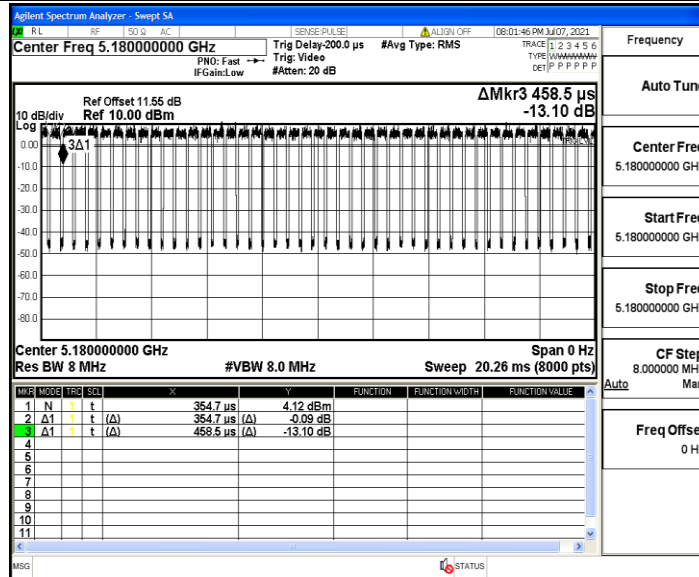 Agilent Spectrum Analyzer - Swept SA
RL RF 50 Ω AC SENSE:PULSE ALIGN OFF 08:01:46 PM Jul 07, 2021
Center Freq 5.180000000 GHz
PNO: Fast
IFGain:Low
Trig Delay-200.0 µs
Trig: Video
#Atten: 20 dB
#Avg Type: RMS
TRACE 1 2 3 4 5 6
TYPE
DET P P P P P P
ΔMkr3 458.5 µs
-13.10 dB
Ref Offset 11.55 dB
10 dB/div Ref 10.00 dBm
Log
3Δ1
0.00
-10.0
-20.0
-30.0
-40.0
-50.0
-60.0
-70.0
-80.0
Center 5.180000000 GHz Span 0 Hz
Res BW 8 MHz #VBW 8.0 MHz Sweep 20.26 ms (8000 pts)
MKR MODE TRC SCL X Y FUNCTION FUNCTION WIDTH FUNCTION VALUE
1 N 1 t 354.7 µs 4.12 dBm
2 Δ1 1 t (Δ) 354.7 µs (Δ) -0.09 dB
3 Δ1 1 t (Δ) 458.5 µs (Δ) -13.10 dB
4
5
6
7
8
9
10
11
MSG STATUS
Frequency
Auto Tune
Center Fre
5.180000000 GH
Start Fre
5.180000000 GH
Stop Fre
5.180000000 GH
CF Step
8.000000 MH
Auto Ma
Freq Offse
0 H